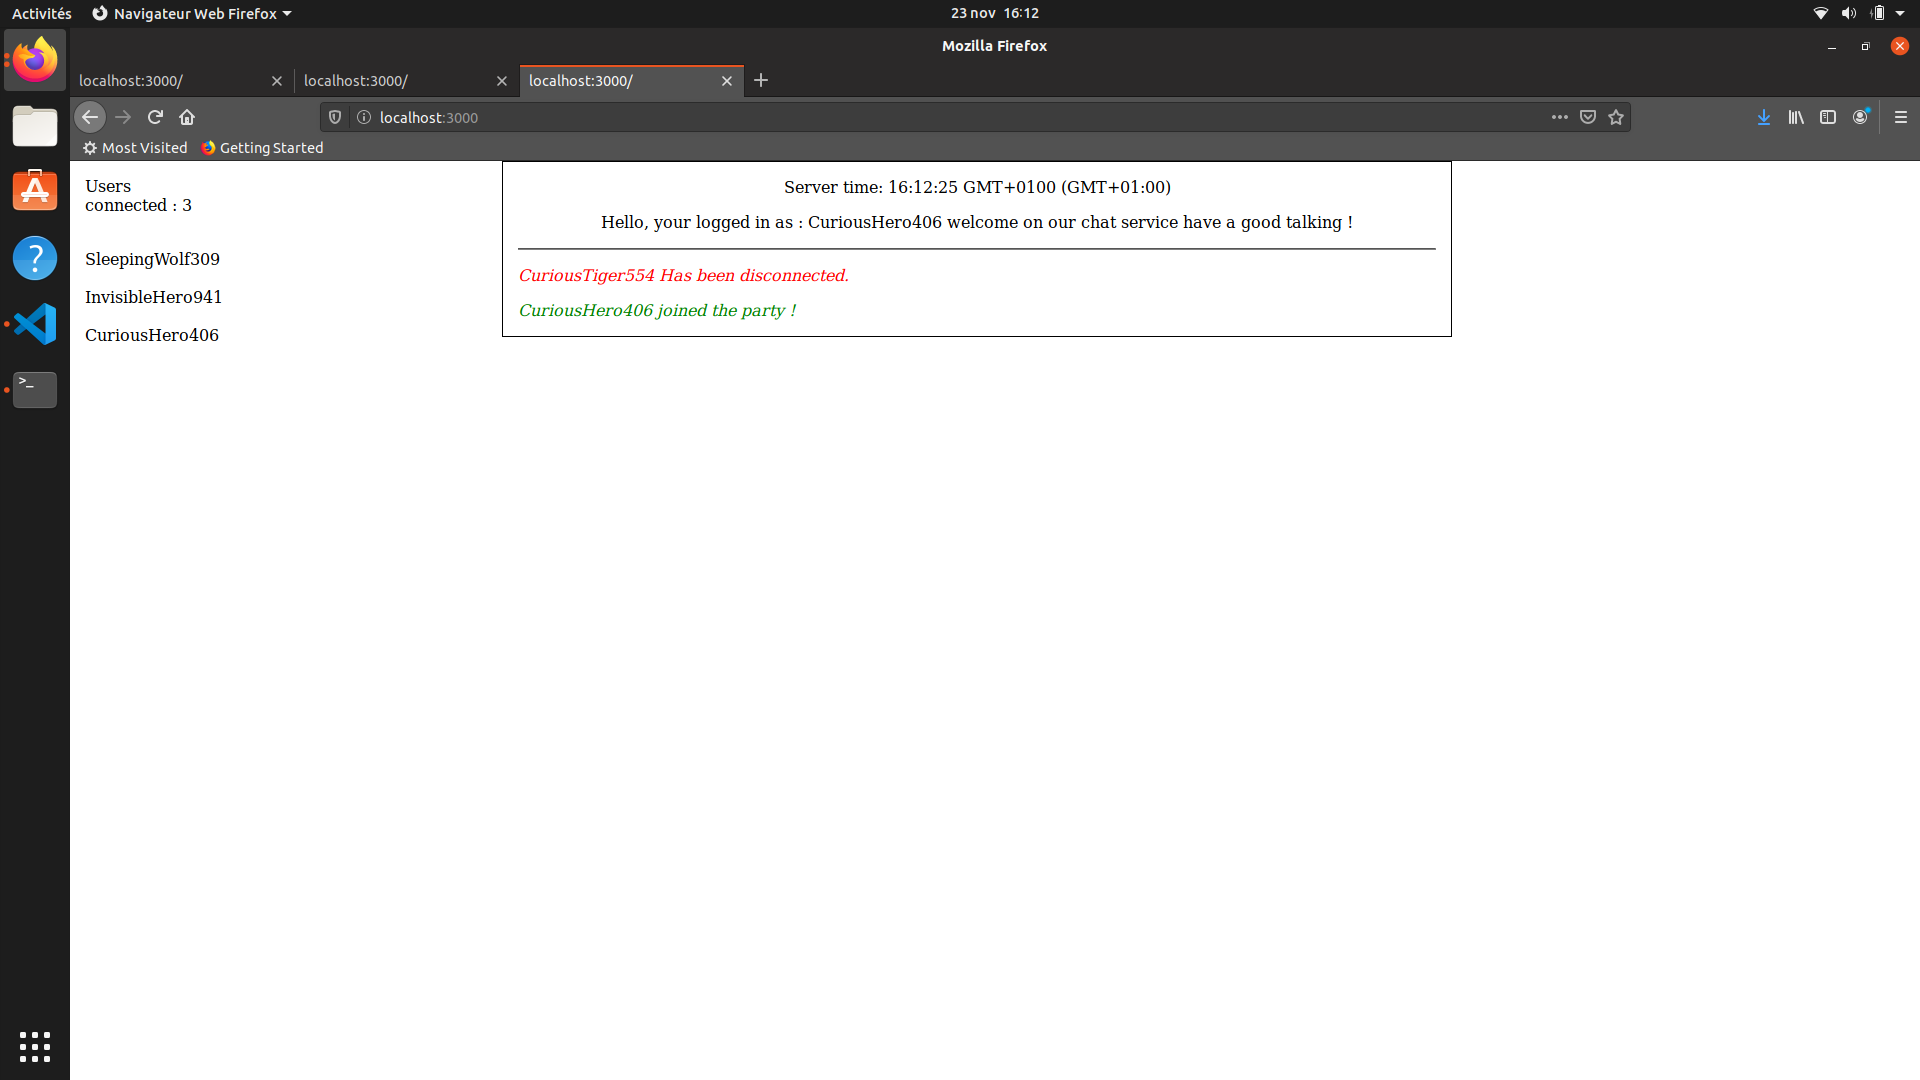 Activités
Navigateur Web Firefox
23 nov 16:12
Mozilla Firefox
localhost:3000/
localhost:3000/
localhost:3000/
localhost:3000
Most Visited
Getting Started
Users
connected : 3
SleepingWolf309
InvisibleHero941
CuriousHero406
Server time: 16:12:25 GMT+0100 (GMT+01:00)
Hello, your logged in as : CuriousHero406 welcome on our chat service have a good talking !
CuriousTiger554 Has been disconnected.
CuriousHero406 joined the party !